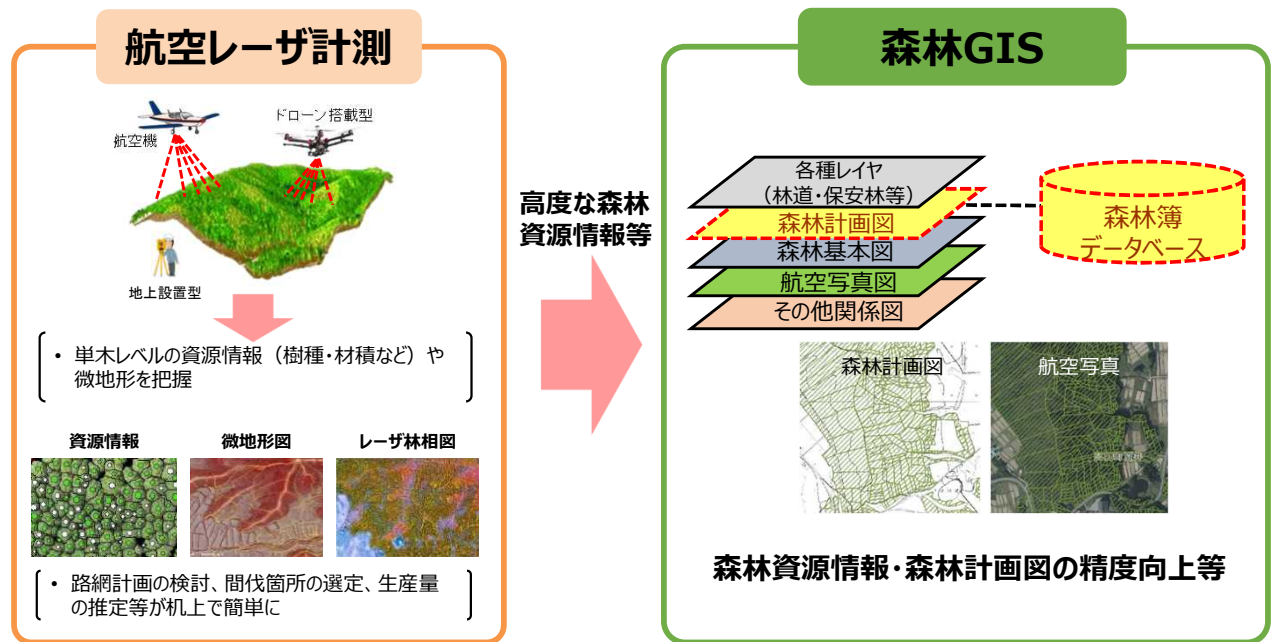 航空レーザ計測
航空機
ドローン搭載型
地上設置型
・ 単木レベルの資源情報（樹種・材積など）や
微地形を把握
資源情報
微地形図
レーザ林相図
・ 路網計画の検討、間伐箇所の選定、生産量
の推定等が机上で簡単に
高度な森林
資源情報等
森林GIS
各種レイヤ
（林道・保安林等）
森林計画図
森林基本図
航空写真図
その他関係図
森林簿
データベース
森林計画図
航空写真
森林資源情報・森林計画図の精度向上等